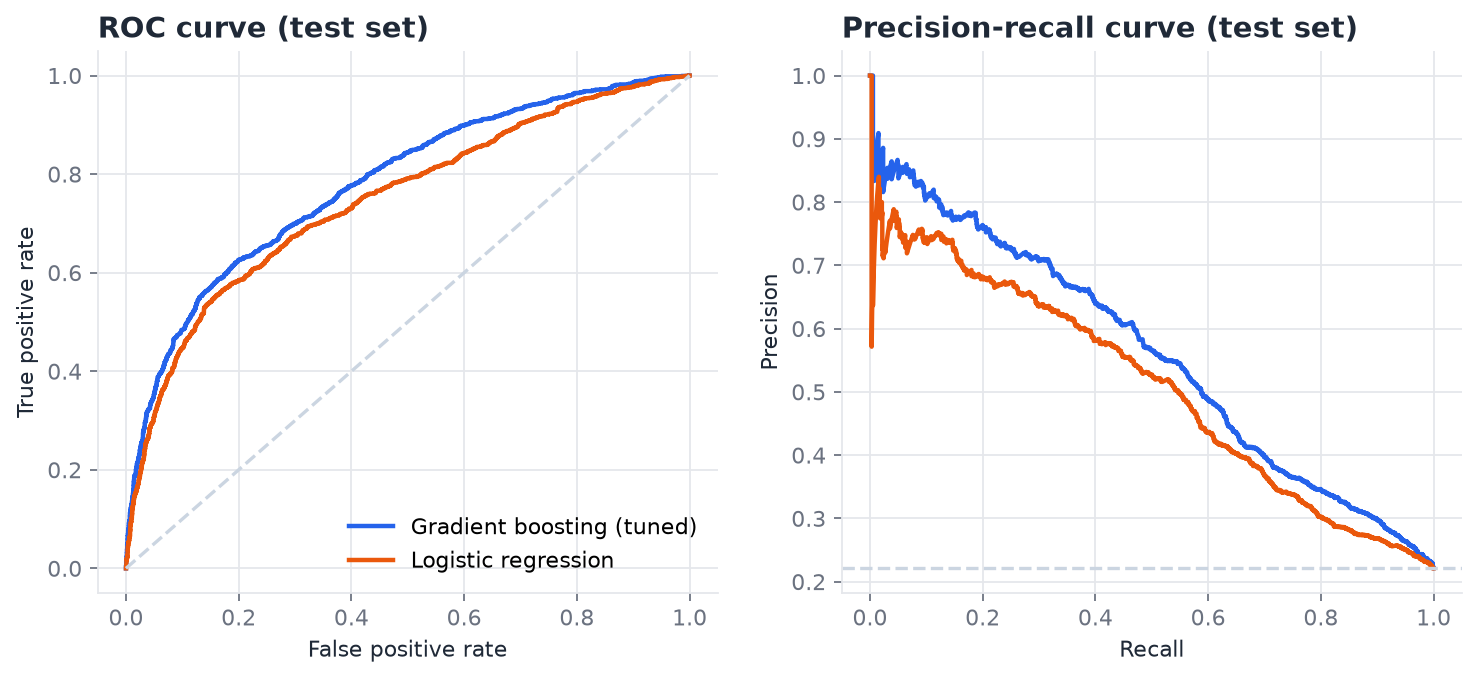 ROC curve (test set)
True positive rate
1.0
0.8
0.6
0.4
0.2
0.0
Gradient boosting (tuned)
Logistic regression
0.0 0.2 0.4 0.6 0.8 1.0
False positive rate
Precision-recall curve (test set)
Precision
1.0
0.9
0.8
0.7
0.6
0.5
0.4
0.3
0.2
0.0 0.2 0.4 0.6 0.8 1.0
Recall